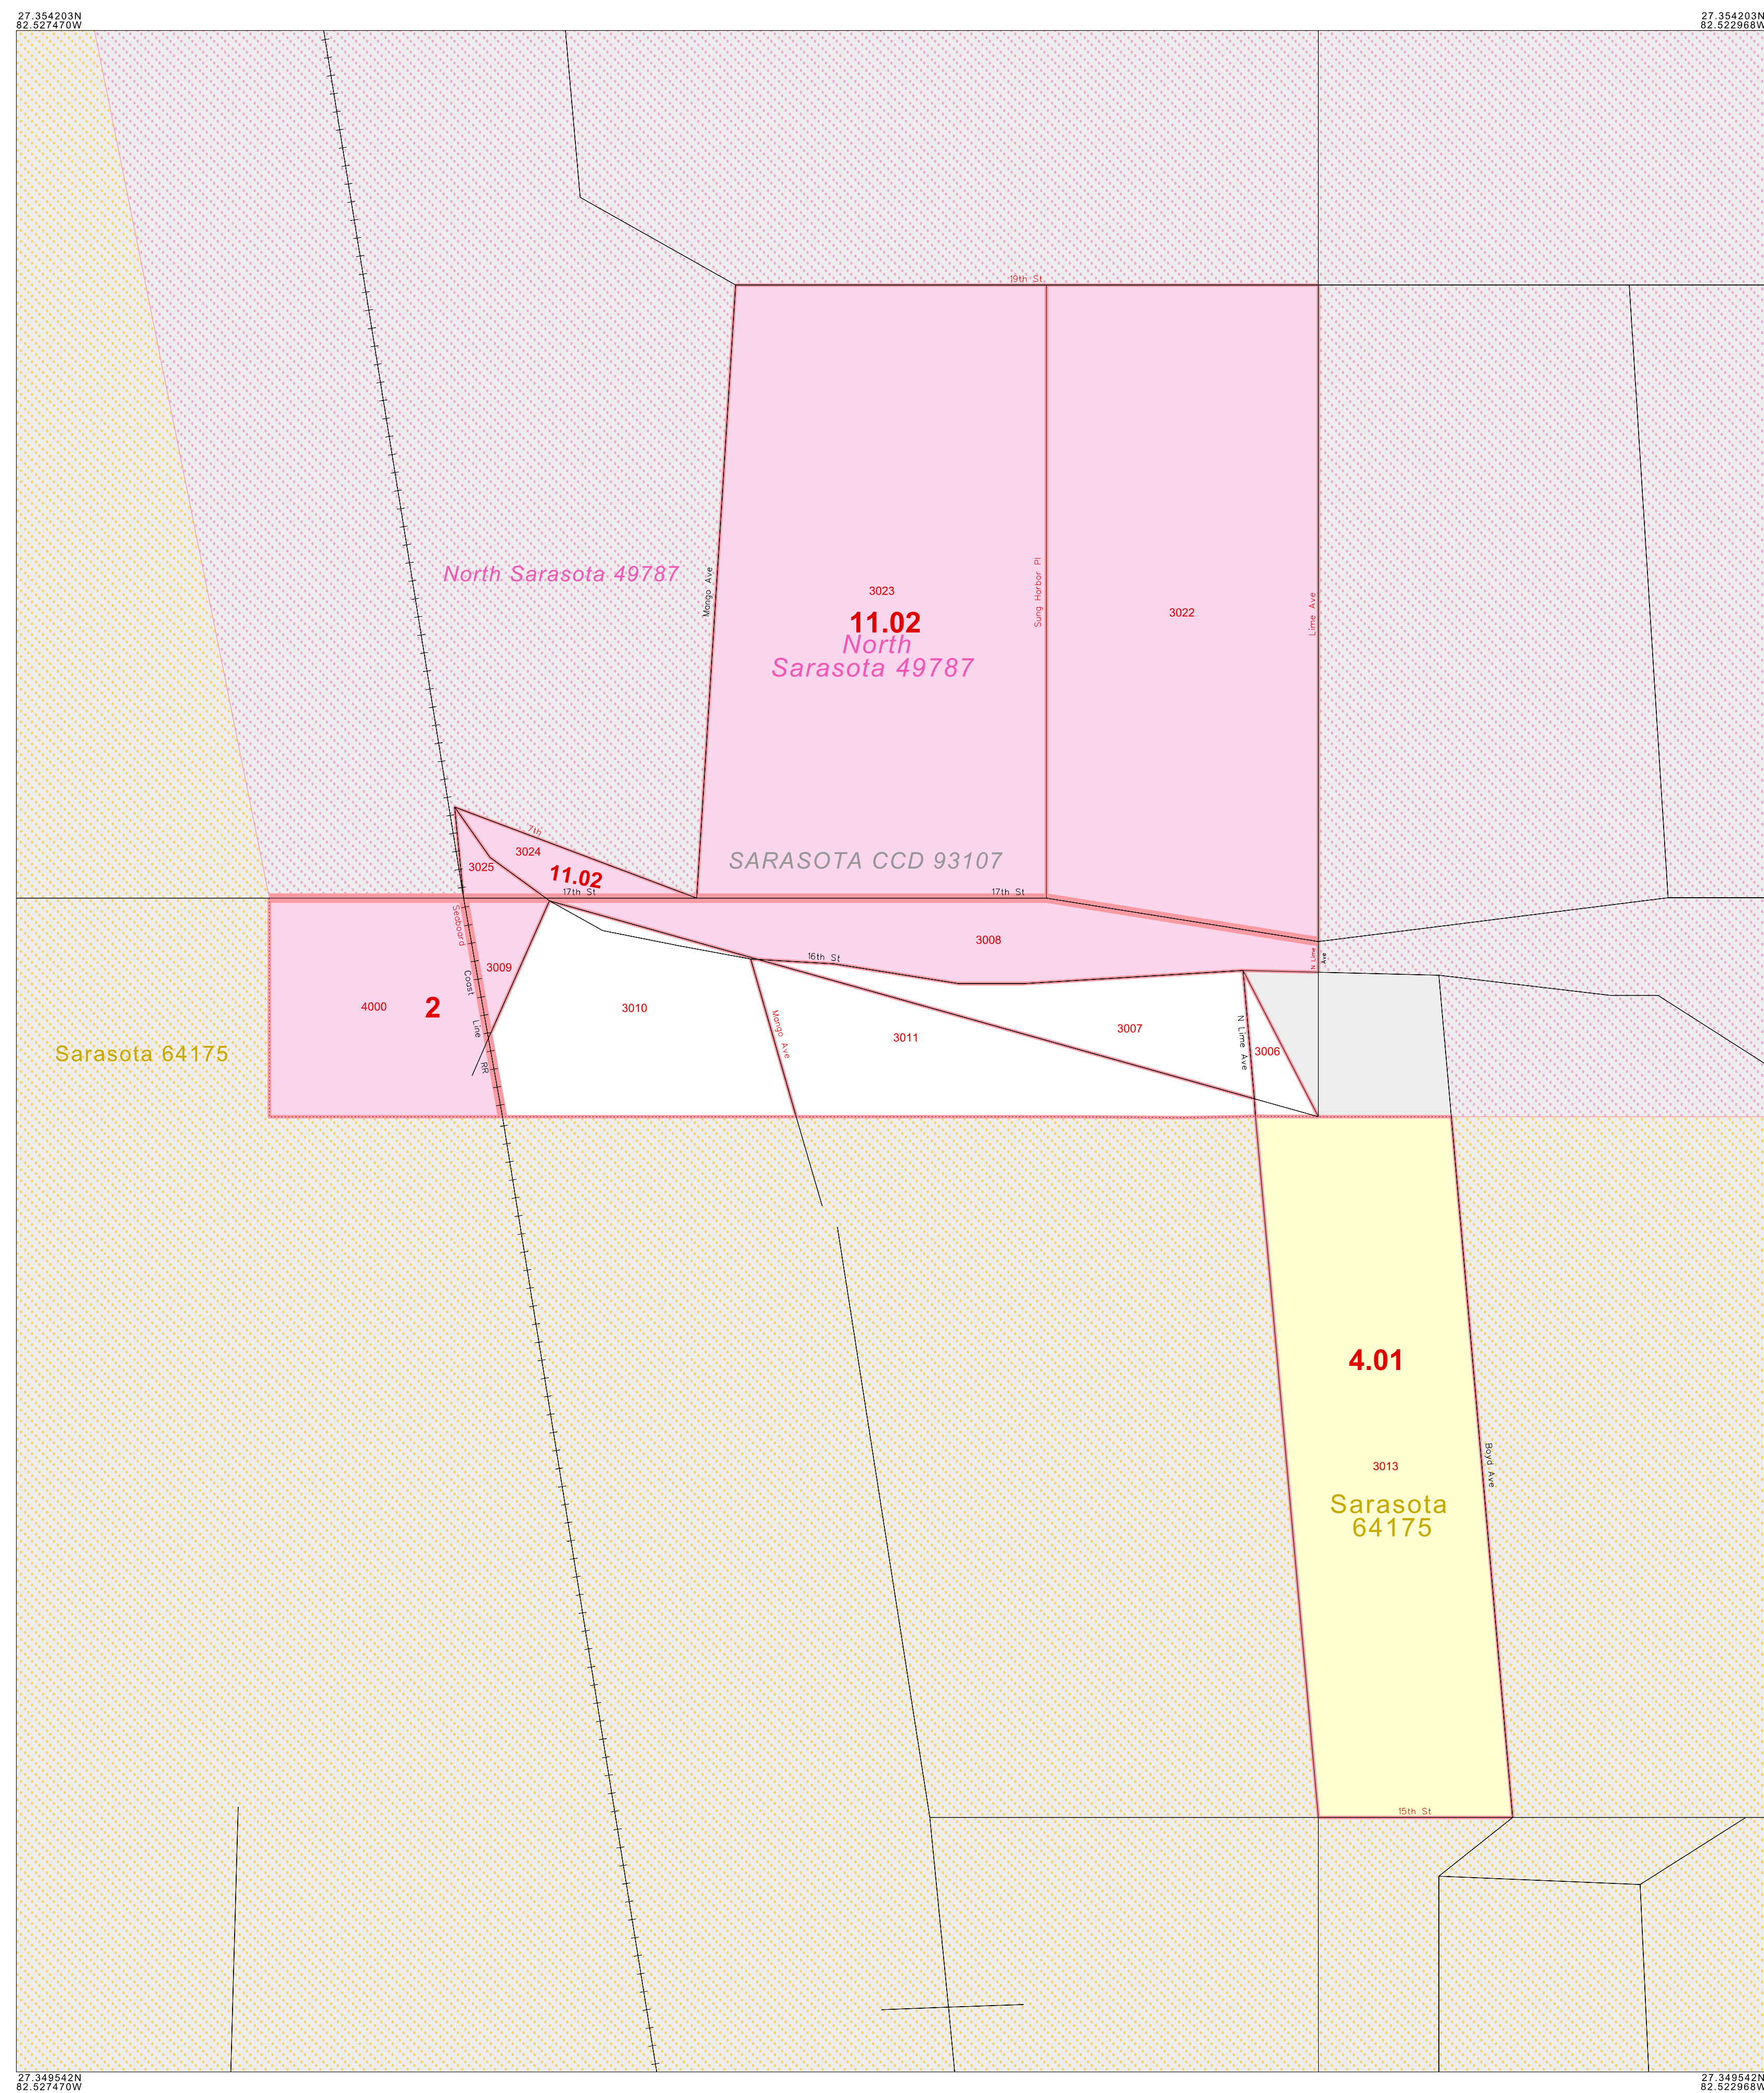 27.354203N
82.527470W
27.354203N
82.522968W
19th St
North Sarasota 49787
Mango Ave
3023
11.02
North
Sarasota 49787
Sung Harbor Pl
3022
Lime Ave
7th
3024
3025
11.02
17th St
SARASOTA CCD 93107
17th St
Seaboard
Coast
Line
RR
3009
4000
2
Sarasota 64175
3010
16th St
3008
Mango Ave
3011
3007
N Lime Ave
3006
N Lime
Ave
4.01
3013
Sarasota
64175
Boyd Ave
15th St
27.349542N
82.527470W
27.349542N
82.522968W